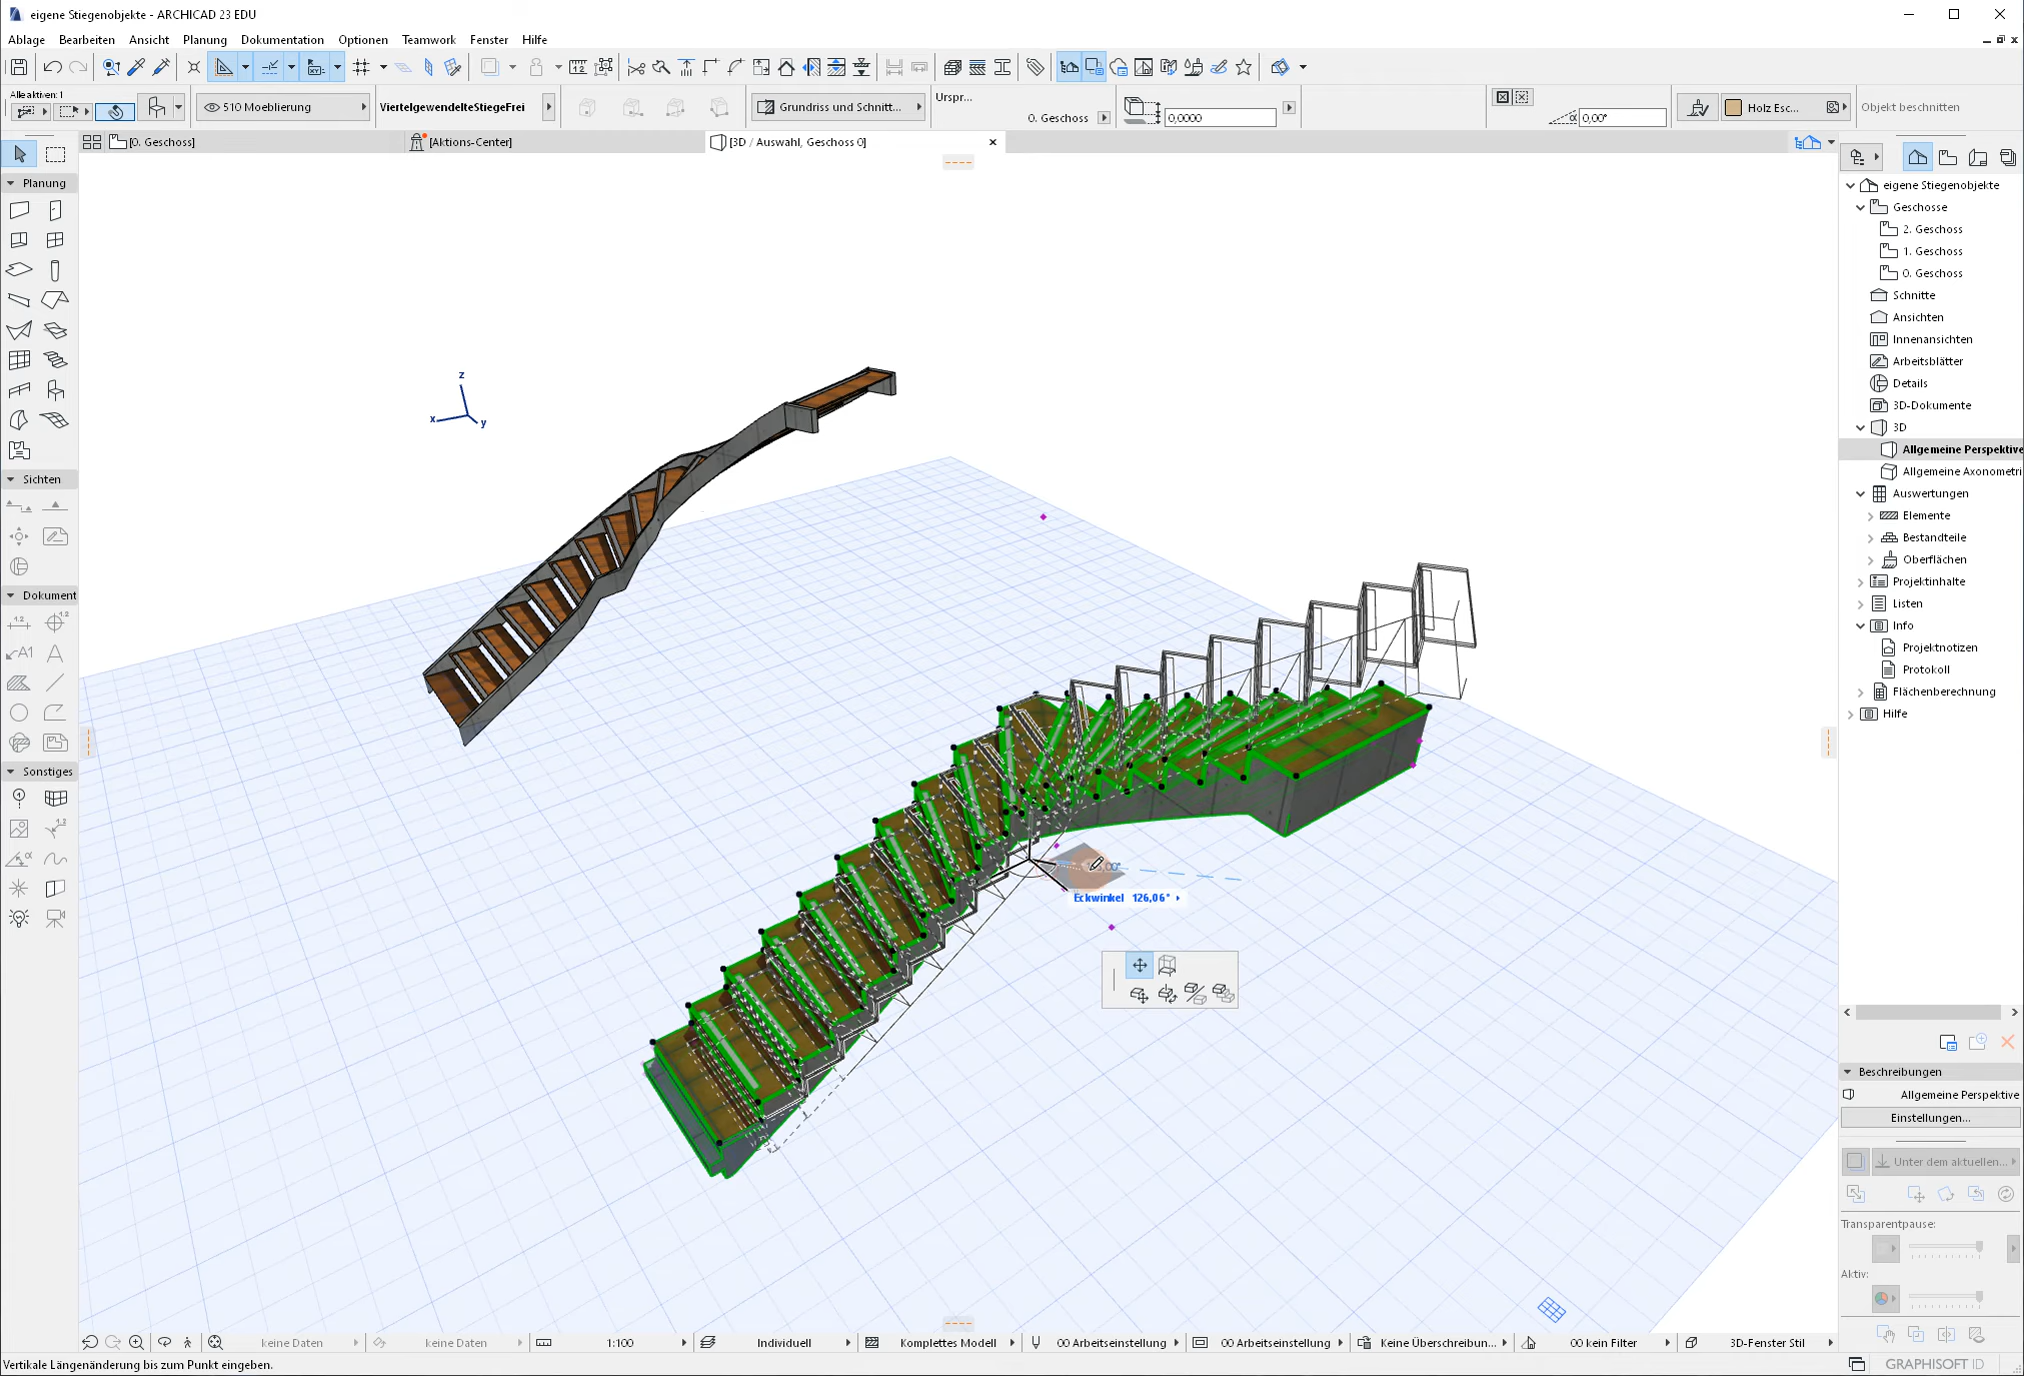 eigene Stiegenobjekte - ARCHICAD 23 EDU
Ablage Bearbeiten Ansicht Planung Dokumentation Optionen Teamwork Fenster Hilfe
Alle aktiven: 1
510 Moeblierung
ViertelgewendelteStiegeFrei
Grundriss und Schnitt...
Urspr...
0. Geschoss
0,0000
α 0,00°
Holz Esc...
Objekt beschnitten
[0. Geschoss]
[Aktions-Center]
[3D / Auswahl, Geschoss 0]
Planung
Sichten
Dokument
Sonstiges
z
x
y
Eckwinkel 126,06°
eigene Stiegenobjekte
Geschosse
2. Geschoss
1. Geschoss
0. Geschoss
Schnitte
Ansichten
Innenansichten
Arbeitsblätter
Details
3D-Dokumente
3D
Allgemeine Perspektive
Allgemeine Axonometri
Auswertungen
Elemente
Bestandteile
Oberflächen
Projektinhalte
Listen
Info
Projektnotizen
Protokoll
Flächenberechnung
Hilfe
Beschreibungen
Allgemeine Perspektive
Einstellungen...
Unter dem aktuellen...
Transparentpause:
Aktiv:
keine Daten
keine Daten
1:100
Individuell
Komplettes Modell
00 Arbeitseinstellung
00 Arbeitseinstellung
Keine Überschreibun...
00 kein Filter
3D-Fenster Stil
Vertikale Längenänderung bis zum Punkt eingeben.
GRAPHISOFT ID